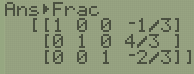 Ans▸Frac
[[1 0 0 -1/3]
[0 1 0 4/3 ]
[0 0 1 -2/3]]